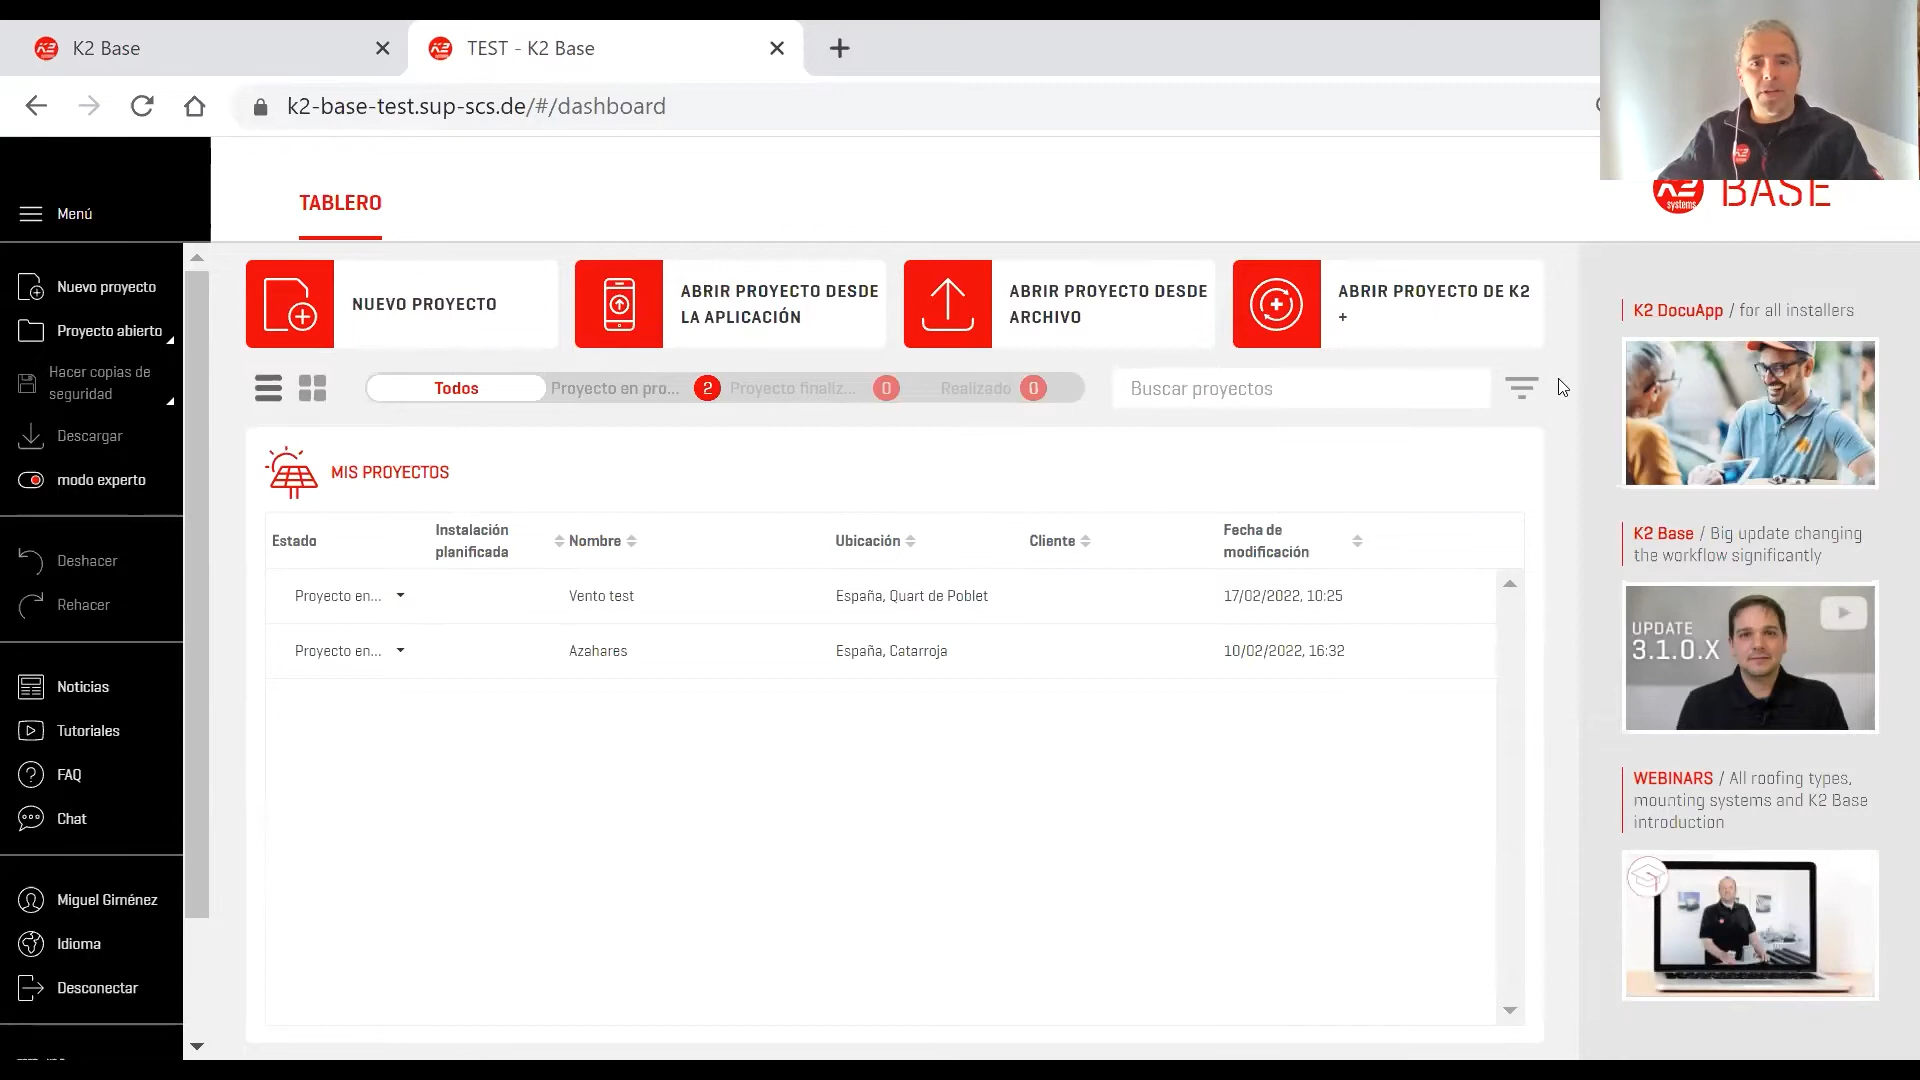 K2 Base
TEST - K2 Base
k2-base-test.sup-scs.de/#/dashboard
Menú
TABLERO
K2
systems
BASE
Nuevo proyecto
Proyecto abierto
Hacer copias de
seguridad
Descargar
modo experto
Deshacer
Rehacer
Noticias
Tutoriales
FAQ
Chat
Miguel Giménez
Idioma
Desconectar
NUEVO PROYECTO
ABRIR PROYECTO DESDE
LA APLICACIÓN
ABRIR PROYECTO DESDE
ARCHIVO
ABRIR PROYECTO DE K2
+
Todos
Proyecto en pro... 2
Proyecto finaliz... 0
Realizado 0
Buscar proyectos
MIS PROYECTOS
Estado
Instalación
planificada
Nombre
Ubicación
Cliente
Fecha de
modificación
Proyecto en... Vento test España, Quart de Poblet 17/02/2022, 10:25
Proyecto en... Azahares España, Catarroja 10/02/2022, 16:32
K2 DocuApp / for all installers
K2 Base / Big update changing
the workflow significantly
UPDATE
3.1.0.X
WEBINARS / All roofing types,
mounting systems and K2 Base
introduction